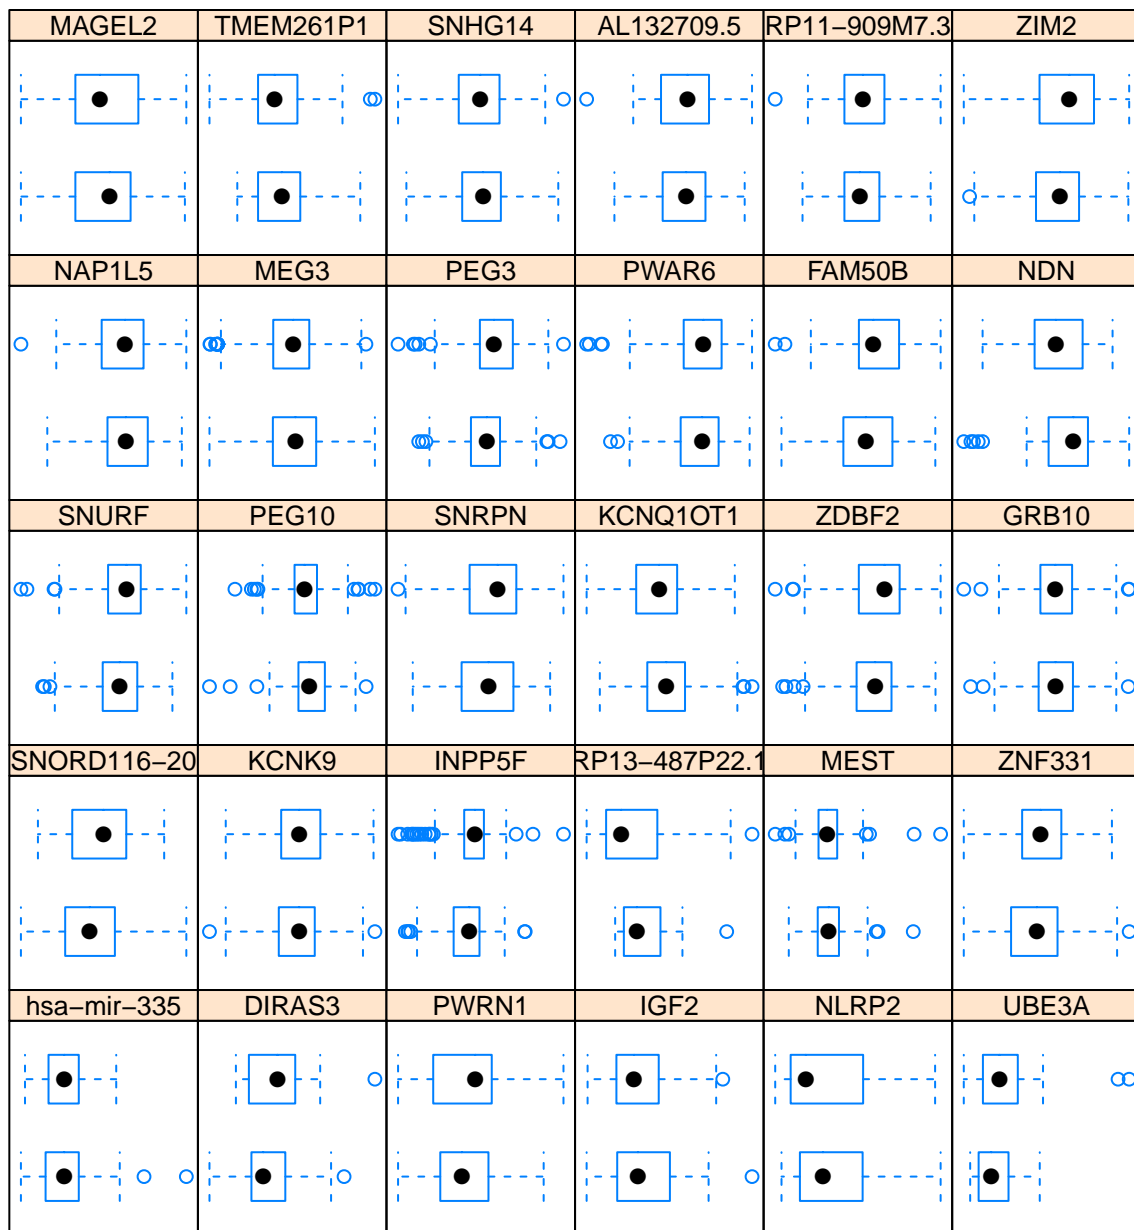 MAGEL2 TMEM261P1 SNHG14 AL132709.5 RP11−909M7.3 ZIM2
NAP1L5 MEG3 PEG3 PWAR6 FAM50B NDN
SNURF PEG10 SNRPN KCNQ1OT1 ZDBF2 GRB10
SNORD116−20 KCNK9 INPP5F RP13−487P22.1 MEST ZNF331
hsa−mir−335 DIRAS3 PWRN1 IGF2 NLRP2 UBE3A